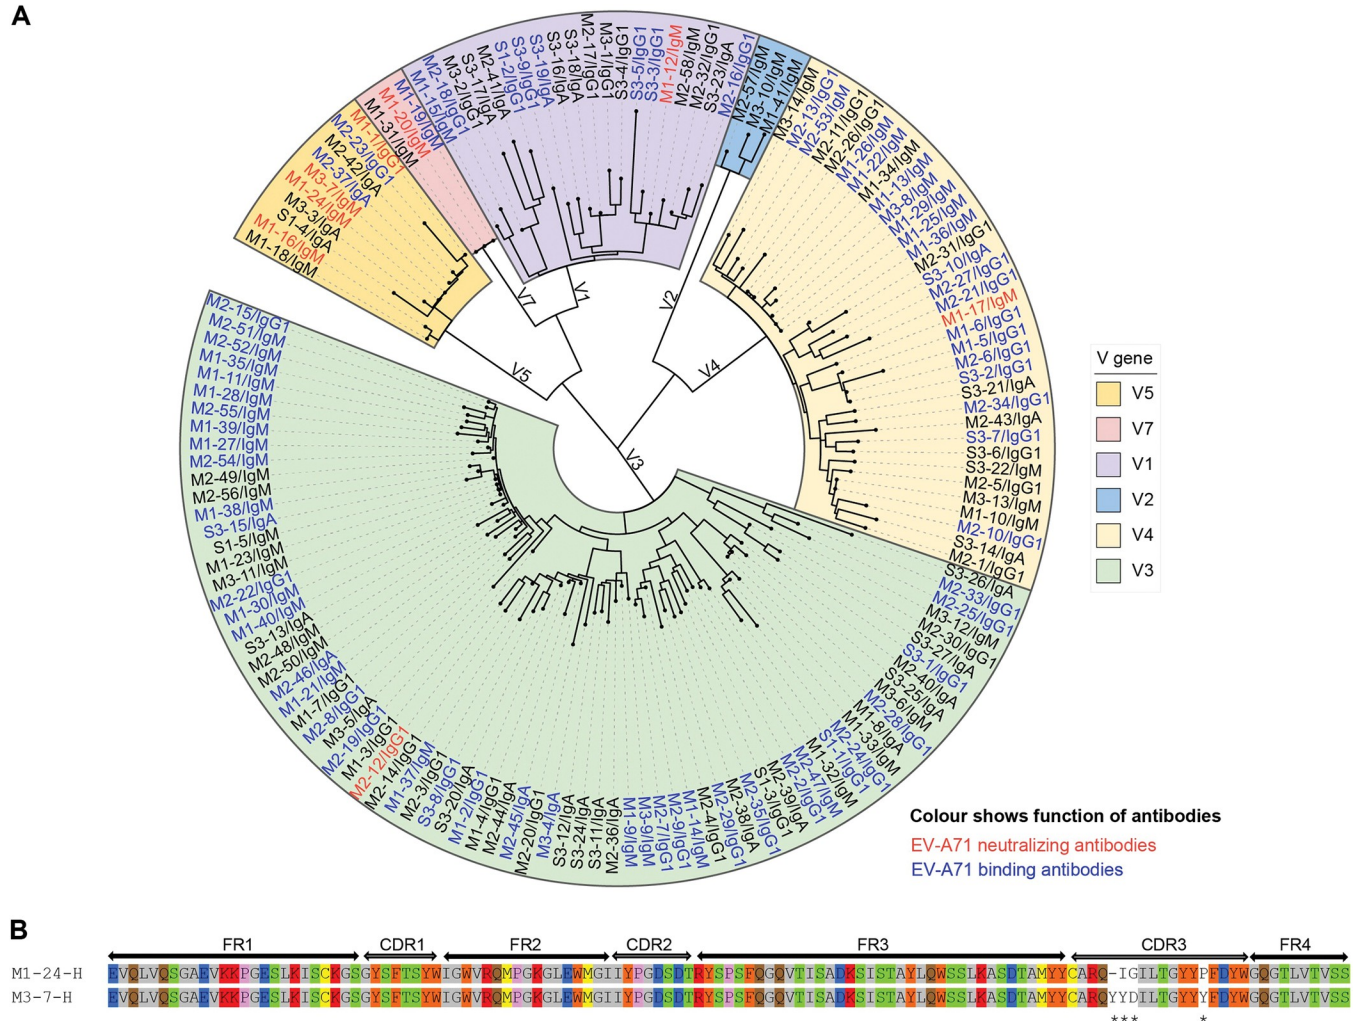 A
M1-18/IgM
M1-16/IgM
S1-4/IgA
M3-3/IgA
M1-24/IgM
M3-7/IgM
M2-37/IgA
M2-42/IgA
M2-23/IgG1
M1-1/IgG1
M1-31/IgM
M1-20/IgM
M1-19/IgM
M1-15/IgM
M2-18/IgG1
M3-2/IgG1
S3-17/IgA
M2-41/IgA
S1-2/IgG1
S3-9/IgG1
S3-19/IgA
S3-16/IgA
S3-18/IgA
M2-17/IgG1
M3-1/IgG1
S3-4/IgG1
S3-5/IgG1
S3-3/IgG1
M1-12/IgM
M2-58/IgM
M2-32/IgG1
S3-23/IgA
M2-16/IgG1
M2-57/IgM
M3-10/IgM
M1-41/IgM
M3-14/IgM
M2-13/IgG1
M2-53/IgM
M2-11/IgG1
M2-26/IgG1
M1-26/IgM
M1-22/IgM
M1-34/IgM
M1-13/IgM
M3-8/IgM
M1-29/IgM
M1-25/IgM
M1-36/IgM
M2-31/IgG1
S3-10/IgA
M2-27/IgG1
M2-21/IgG1
M1-17/IgM
M1-6/IgG1
M1-5/IgG1
M2-6/IgG1
S3-2/IgG1
S3-21/IgA
M2-34/IgG1
M2-43/IgA
S3-7/IgG1
S3-6/IgG1
S3-22/IgM
M2-5/IgG1
M3-13/IgM
M1-10/IgM
M2-10/IgG1
S3-14/IgA
M2-1/IgG1
S3-26/IgA
M2-33/IgG1
M2-25/IgG1
M3-12/IgM
M2-30/IgG1
S3-27/IgA
S3-1/IgG1
M2-40/IgA
S3-25/IgA
M3-6/IgM
M2-28/IgG1
M1-8/IgA
M1-33/IgM
M2-24/IgG1
S1-1/IgG1
M1-32/IgM
M2-47/IgM
M2-2/IgG1
M2-39/IgA
S1-3/IgG1
M2-35/IgG1
M2-38/IgA
M2-29/IgG1
M2-4/IgG1
M1-14/IgM
M2-9/IgG1
M2-7/IgG1
M3-9/IgM
M1-9/IgM
M2-36/IgA
S3-11/IgA
S3-24/IgA
S3-12/IgA
M3-4/IgA
M2-20/IgG1
M2-45/IgA
M2-44/IgA
M1-4/IgG1
M1-2/IgG1
S3-20/IgA
S3-8/IgG1
M2-3/IgG1
M1-37/IgM
M2-14/IgG1
M2-12/IgG1
M1-3/IgG1
M2-19/IgG1
M3-5/IgA
M2-8/IgG1
M1-7/IgG1
M1-21/IgM
M2-46/IgA
M2-50/IgM
M2-48/IgM
S3-13/IgA
M1-40/IgM
M1-30/IgM
M2-22/IgG1
M3-11/IgM
M1-23/IgM
S1-5/IgM
S3-15/IgA
M1-38/IgM
M2-56/IgM
M2-49/IgM
M2-54/IgM
M1-27/IgM
M1-39/IgM
M2-55/IgM
M1-28/IgM
M1-11/IgM
M1-35/IgM
M2-52/IgM
M2-51/IgM
M2-15/IgG1
V7
V1
V2
V5
V4
V3
V gene
V5
V7
V1
V2
V4
V3
Colour shows function of antibodies
EV-A71 neutralizing antibodies
EV-A71 binding antibodies
B
FR1 CDR1 FR2 CDR2 FR3 CDR3 FR4
M1-24-H EVQLVQSGAEVKKPGESLKISCKGSGYSFTSYWIGWVRQMPGKGLEWMGIIYPGDSDTRYSPSFQGQVTISADKSISTAYLQWSSLKASDTAMYYCARQ-IGILTGYYPFDYWGQGTLVTVSS
M3-7-H EVQLVQSGAEVKKPGESLKISCKGSGYSFTSYWIGWVRQMPGKGLEWMGIIYPGDSDTRYSPSFQGQVTISADKSISTAYLQWSSLKASDTAMYYCARQYYDILTGYYYFDYWGQGTLVTVSS
*** *